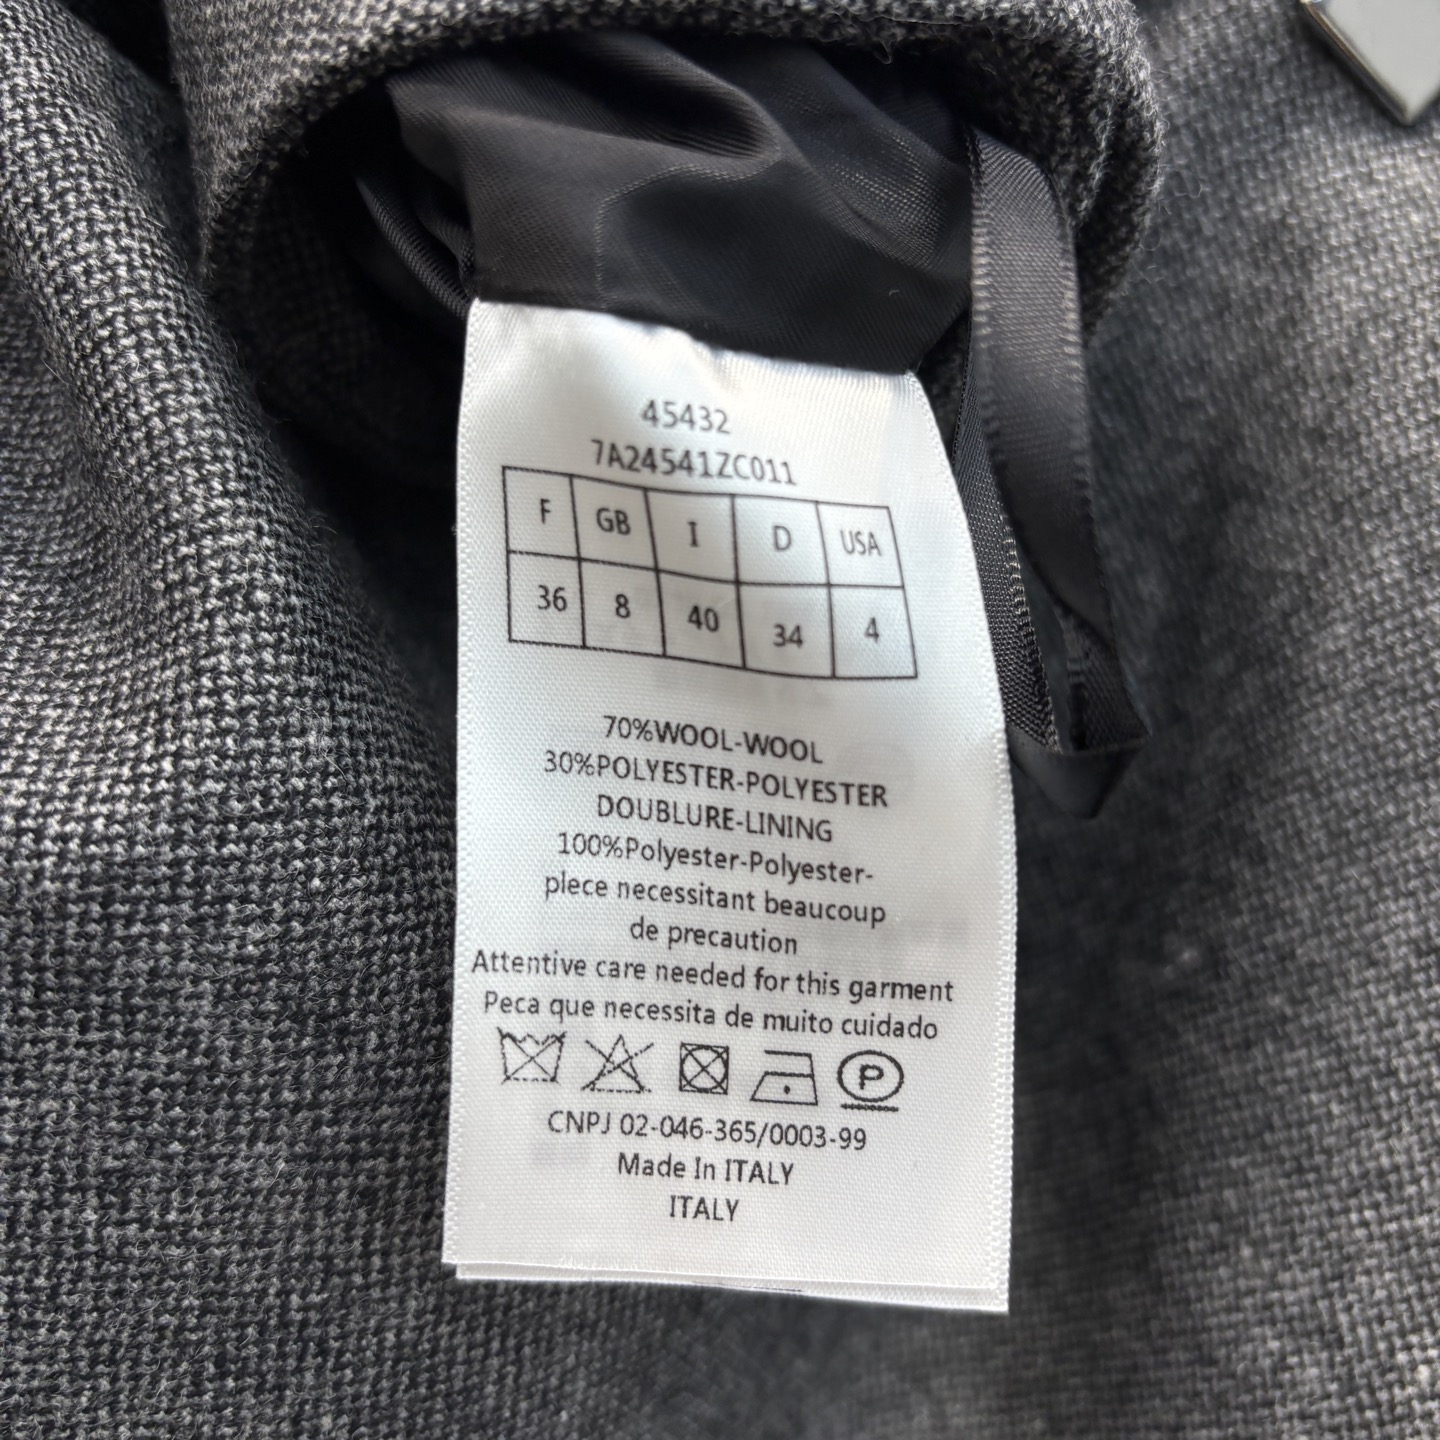 45432
7A24541ZC011
F GB I D USA
36 8 40 34 4
70%WOOL-WOOL
30%POLYESTER-POLYESTER
DOUBLURE-LINING
100%Polyester-Polyester-
plece necessitant beaucoup
de precaution
Attentive care needed for this garment
Peca que necessita de muito cuidado
P
CNPJ 02-046-365/0003-99
Made In ITALY
ITALY